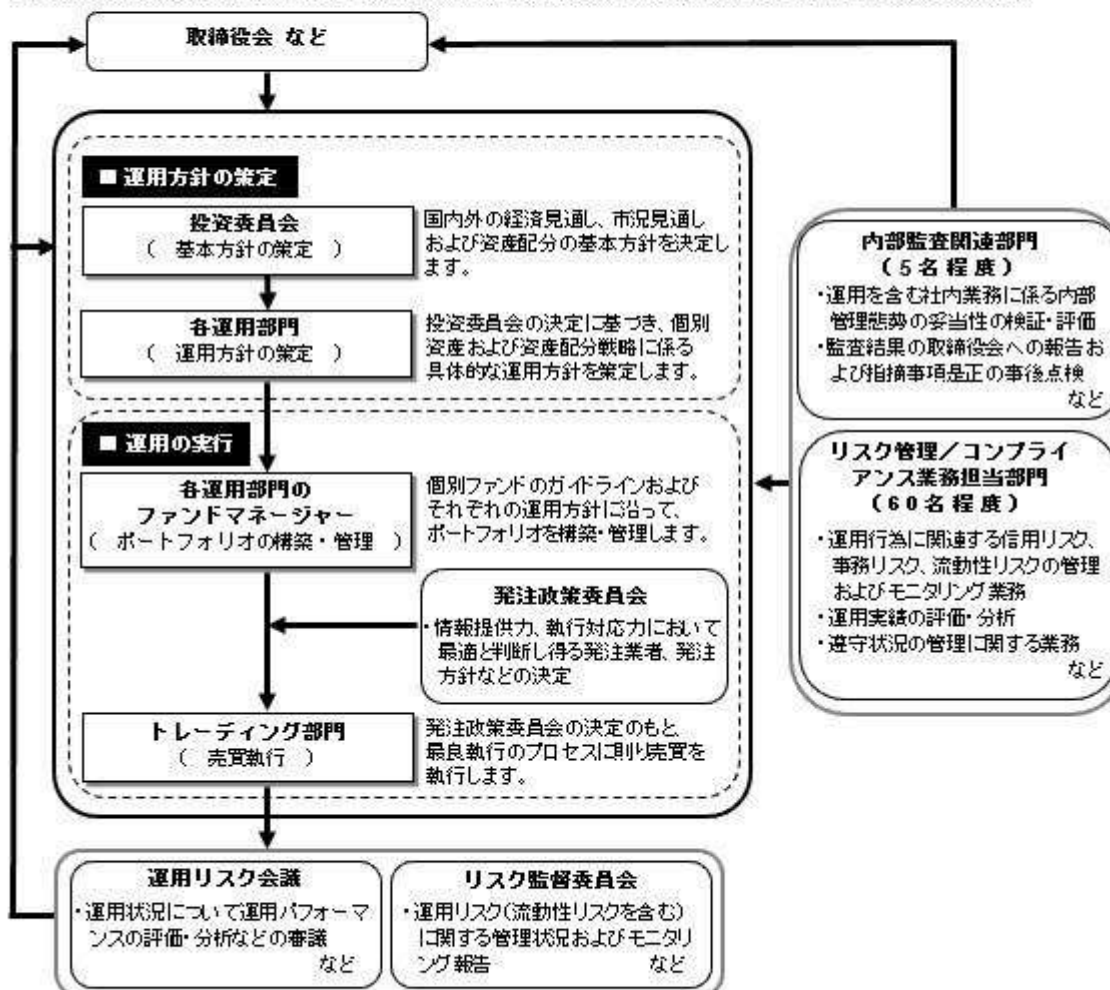 取締役会 など
■ 運用方針の策定
投資委員会
( 基本方針の策定 )
国内外の経済見通し、市況見通し
および資産配分の基本方針を決定し
ます。
各運用部門
( 運用方針の策定 )
投資委員会の決定に基づき、個別
資産および資産配分戦略に係る
具体的な運用方針を策定します。
■ 運用の実行
各運用部門の
ファンドマネージャー
( ポートフォリオの構築・管理 )
個別ファンドのガイドラインおよび
それぞれの運用方針に沿って、
ポートフォリオを構築・管理します。
発注政策委員会
・情報提供力、執行対応力において
最適と判断し得る発注業者、発注
方針などの決定
トレーディング部門
( 売買執行 )
発注政策委員会の決定のもと、
最良執行のプロセスに則り売買を
執行します。
内部監査関連部門
(5名程度)
・運用を含む社内業務に係る内部
管理態勢の妥当性の検証・評価
・監査結果の取締役会への報告お
よび指摘事項是正の事後点検
など
リスク管理/コンプライ
アンス業務担当部門
(60名程度)
・運用行為に関連する信用リスク、
事務リスク、流動性リスクの管理
およびモニタリング業務
・運用実績の評価・分析
・遵守状況の管理に関する業務
など
運用リスク会議
・運用状況について運用パフォーマ
ンスの評価・分析などの審議
など
リスク監督委員会
・運用リスク(流動性リスクを含む)
に関する管理状況およびモニタリ
ング報告 など